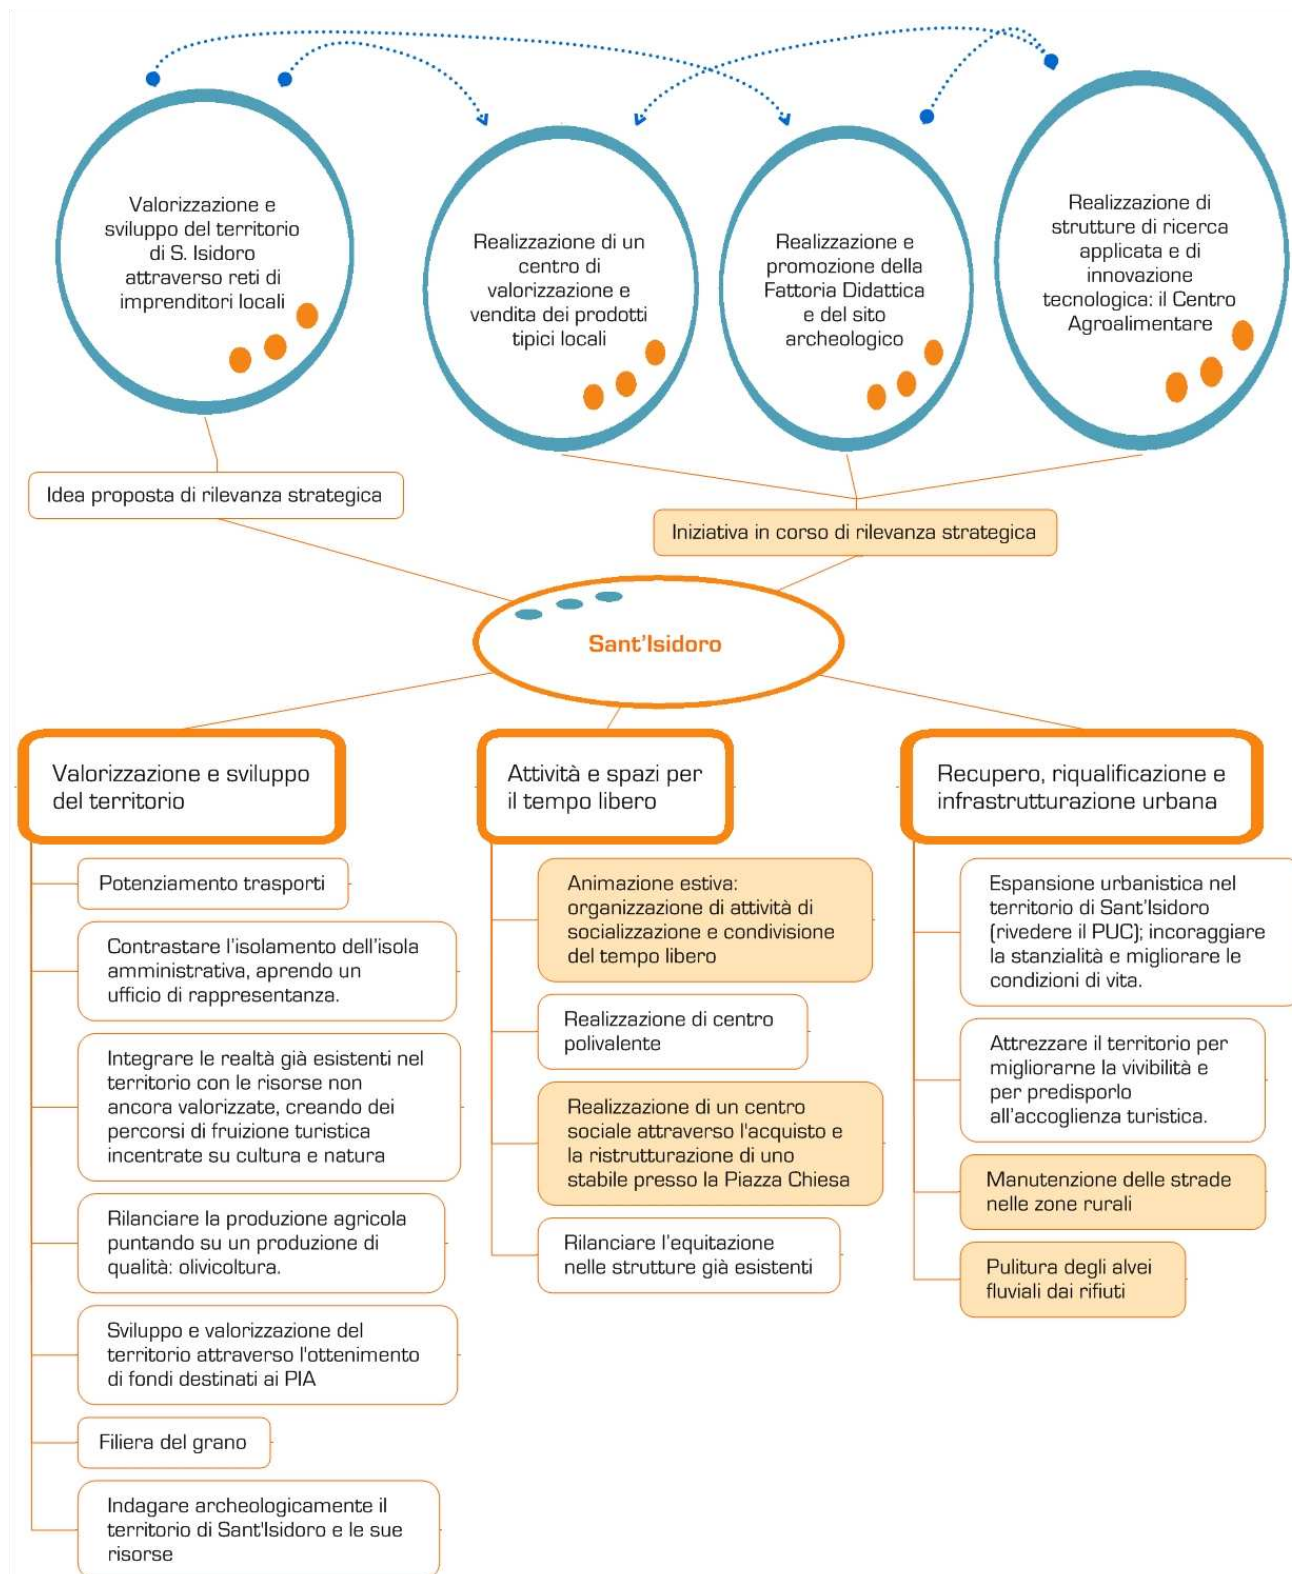 Valorizzazione e
sviluppo del territorio
di S. Isidoro
attraverso reti di
imprenditori locali
Realizzazione di un
centro di
valorizzazione e
vendita dei prodotti
tipici locali
Realizzazione e
promozione della
Fattoria Didattica
e del sito
archeologico
Realizzazione di
strutture di ricerca
applicata e di
innovazione
tecnologica: il Centro
Agroalimentare
Idea proposta di rilevanza strategica
Iniziativa in corso di rilevanza strategica
Sant'Isidoro
Valorizzazione e sviluppo
del territorio
Potenziamento trasporti
Contrastare l'isolamento dell'isola
amministrativa, aprendo un
ufficio di rappresentanza.
Integrare le realtà già esistenti nel
territorio con le risorse non
ancora valorizzate, creando dei
percorsi di fruizione turistica
incentrate su cultura e natura
Rilanciare la produzione agricola
puntando su un produzione di
qualità: olivicoltura.
Sviluppo e valorizzazione del
territorio attraverso l'ottenimento
di fondi destinati ai PIA
Filiera del grano
Indagare archeologicamente il
territorio di Sant'Isidoro e le sue
risorse
Attività e spazi per
il tempo libero
Animazione estiva:
organizzazione di attività di
socializzazione e condivisione
del tempo libero
Realizzazione di centro
polivalente
Realizzazione di un centro
sociale attraverso l'acquisto e
la ristrutturazione di uno
stabile presso la Piazza Chiesa
Rilanciare l'equitazione
nelle strutture già esistenti
Recupero, riqualificazione e
infrastrutturazione urbana
Espansione urbanistica nel
territorio di Sant'Isidoro
(rivedere il PUC); incoraggiare
la stanzialità e migliorare le
condizioni di vita.
Attrezzare il territorio per
migliorarne la vivibilità e
per predisporlo
all'accoglienza turistica.
Manutenzione delle strade
nelle zone rurali
Pulitura degli alvei
fluviali dai rifiuti